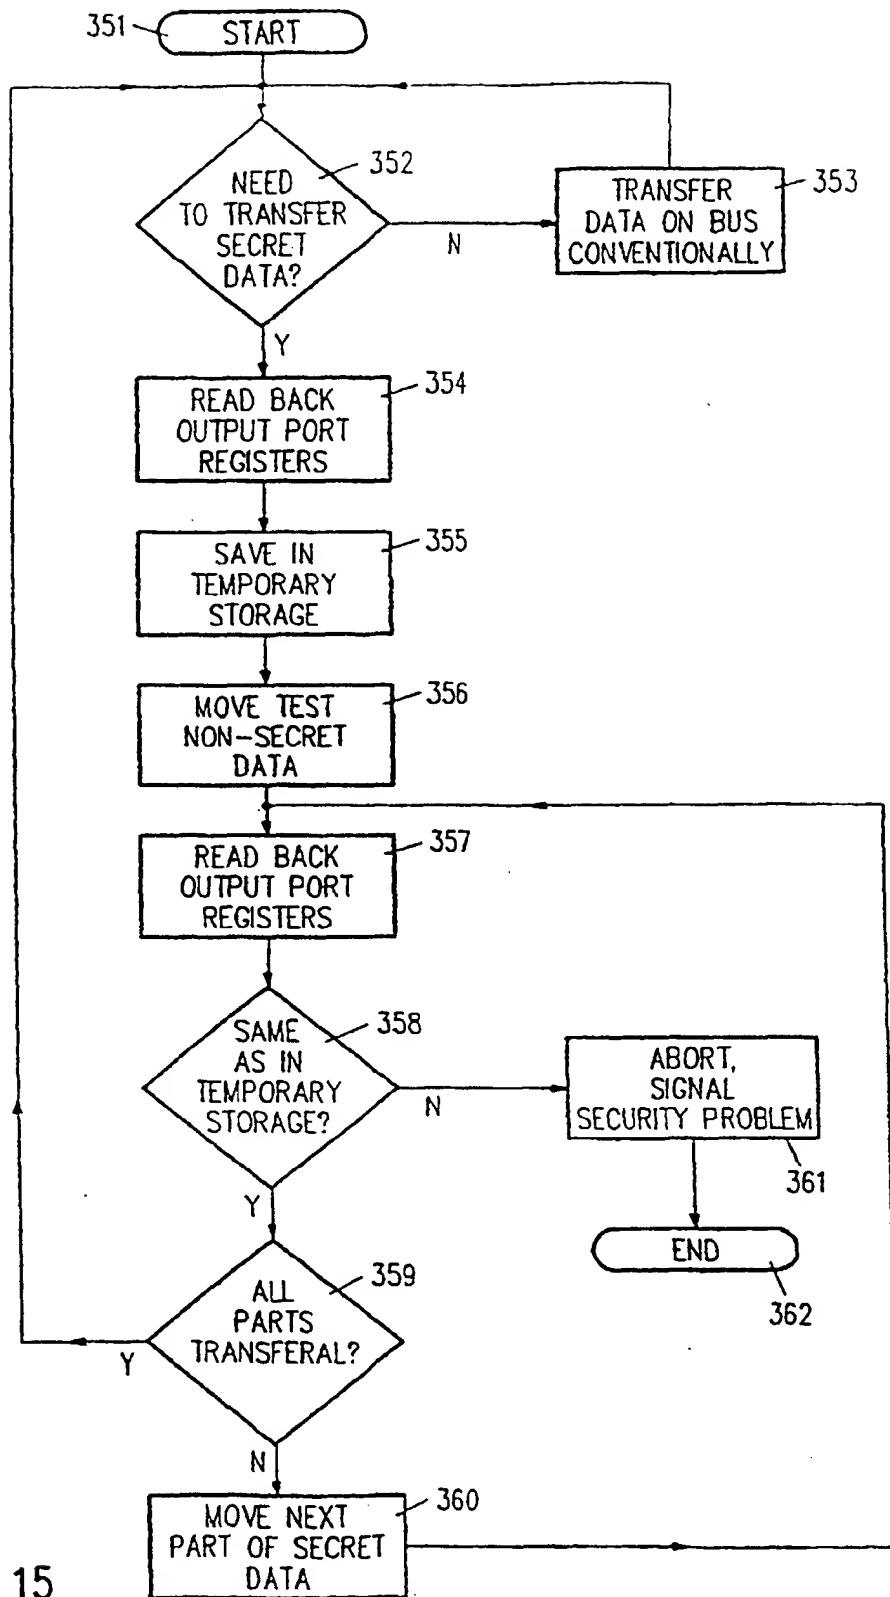 351
START
352
NEED
TO TRANSFER
SECRET
DATA?
N
353
TRANSFER
DATA ON BUS
CONVENTIONALLY
Y
354
READ BACK
OUTPUT PORT
REGISTERS
355
SAVE IN
TEMPORARY
STORAGE
356
MOVE TEST
NON-SECRET
DATA
357
READ BACK
OUTPUT PORT
REGISTERS
358
SAME
AS IN
TEMPORARY
STORAGE?
N
ABORT,
SIGNAL
SECURITY PROBLEM
361
Y
END
362
359
ALL
PARTS
TRANSFERAL?
Y
N
360
MOVE NEXT
PART OF SECRET
DATA
15